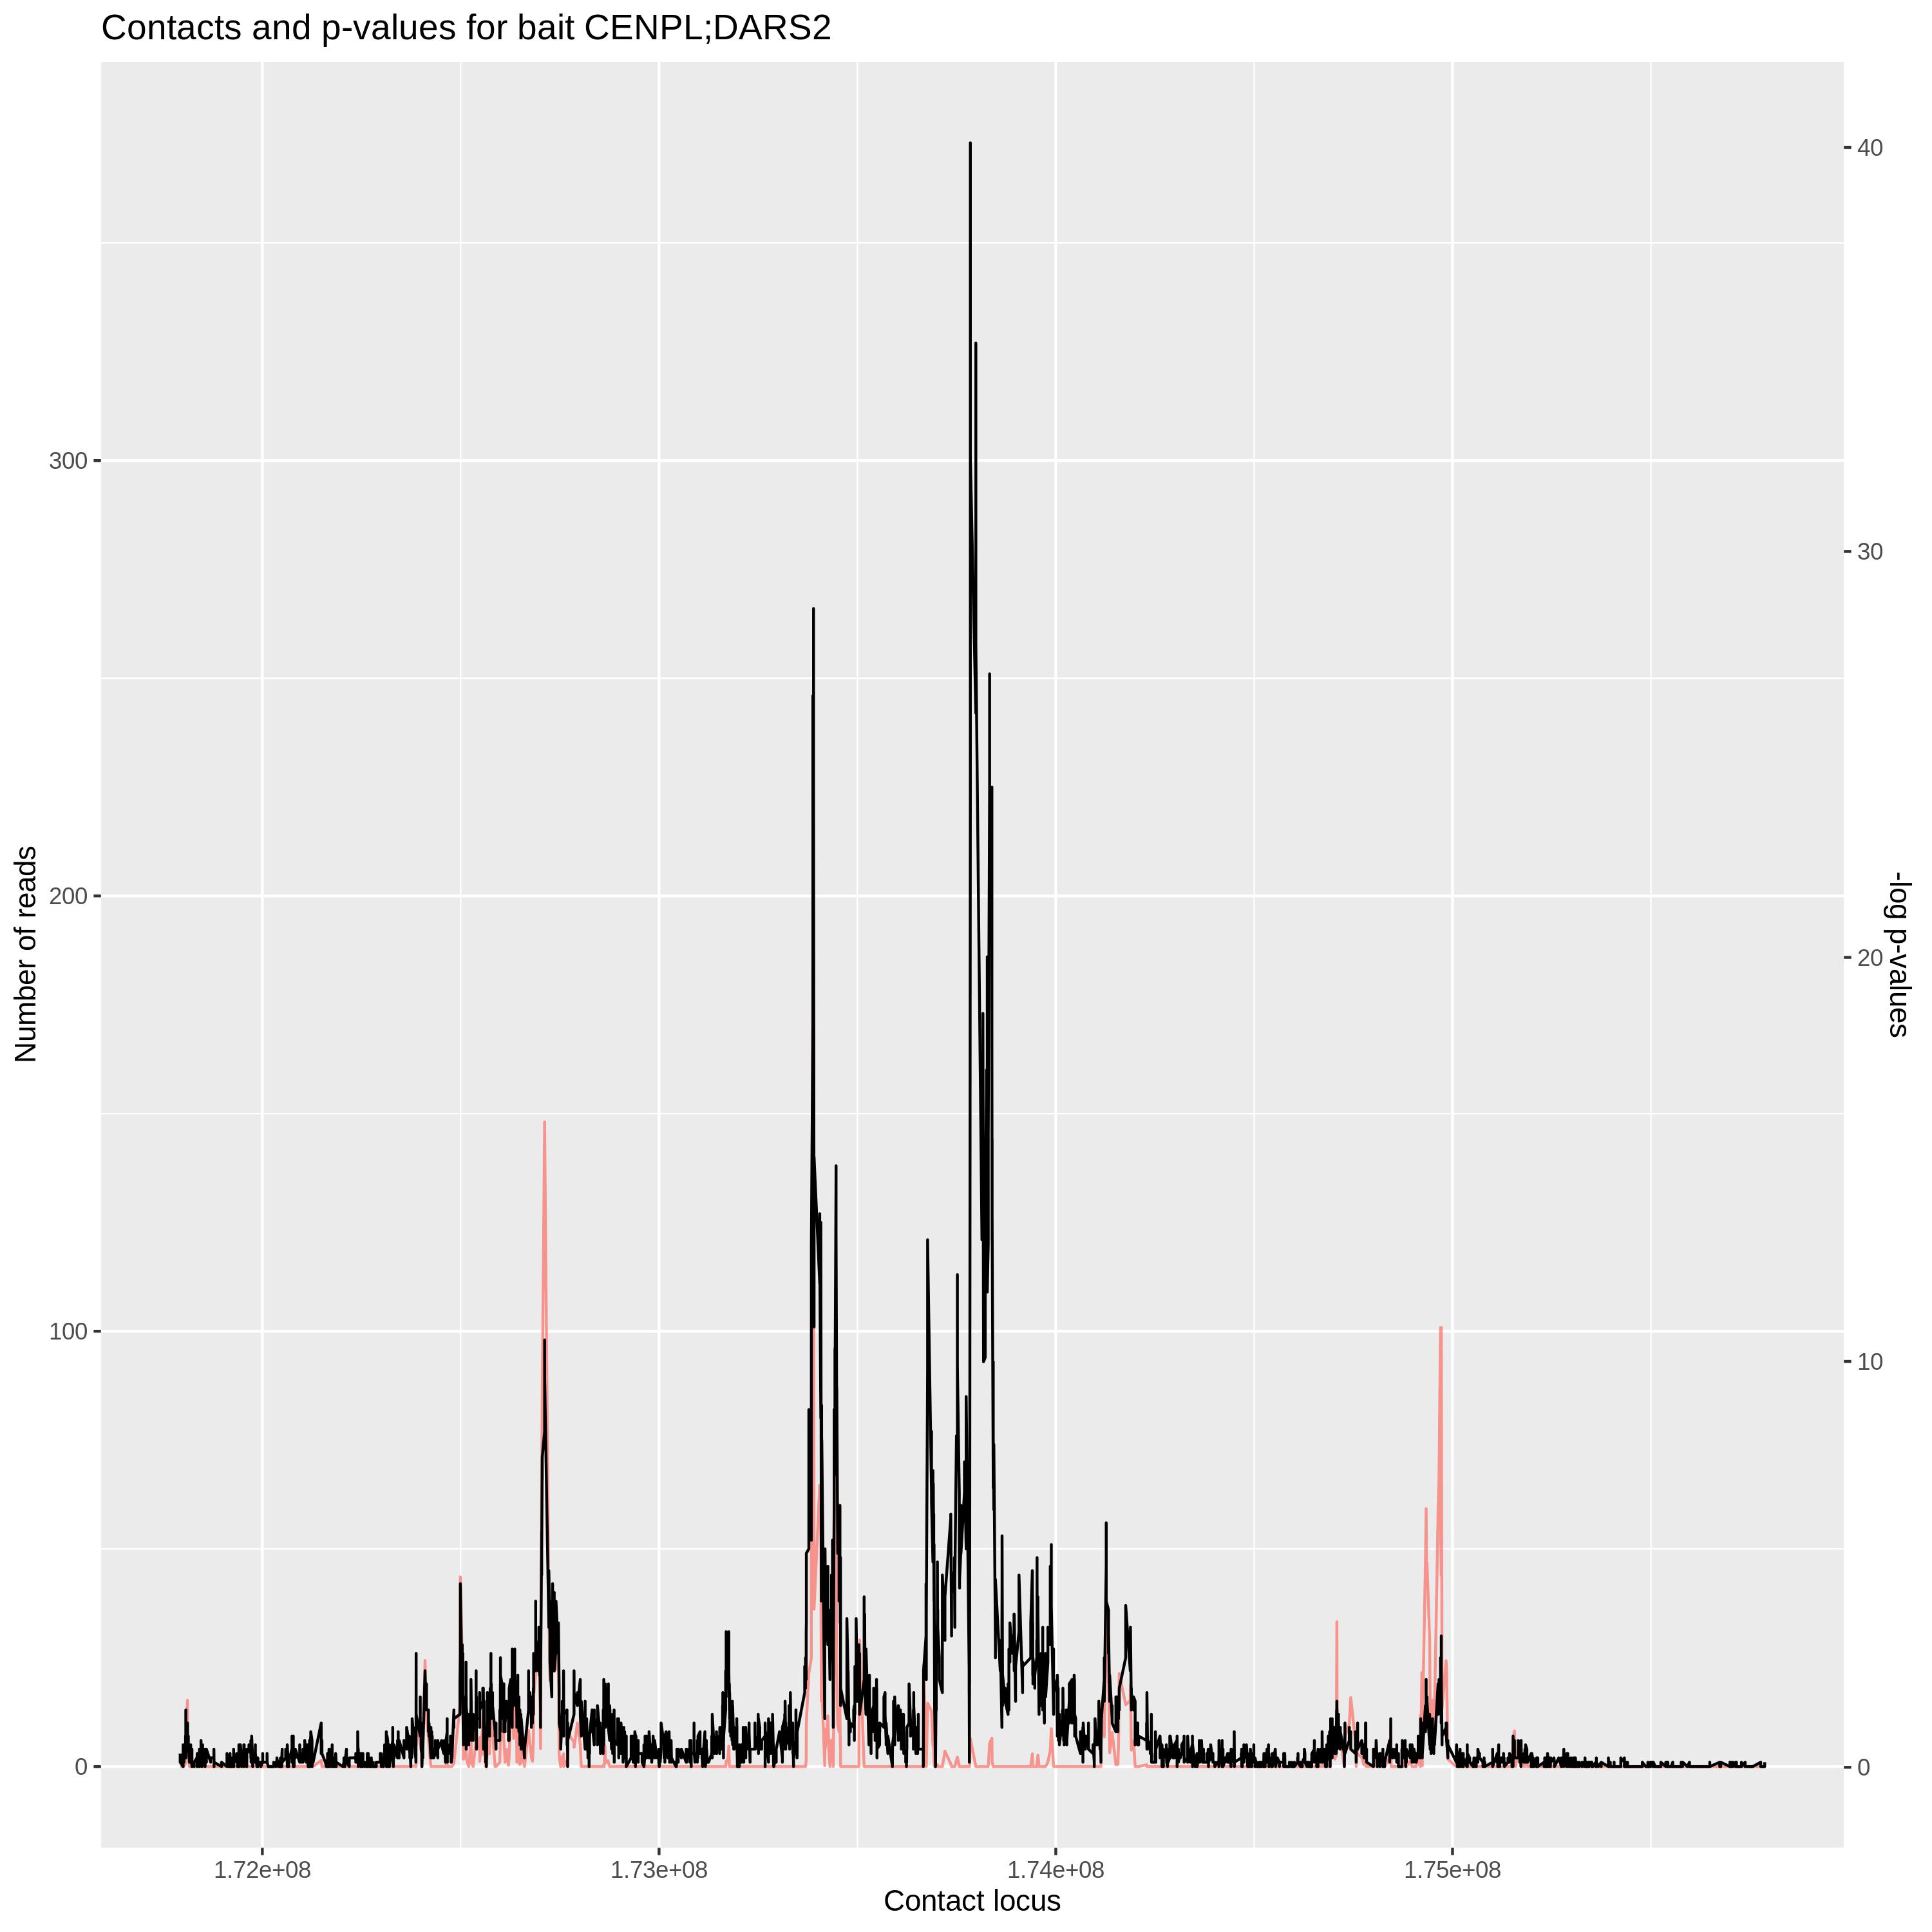 Contacts and p-values for bait CENPL;DARS2
Number of reads
300
200
100
0
40
30
20
10
0
-log p-values
1.72e+08
1.73e+08
1.74e+08
1.75e+08
Contact locus